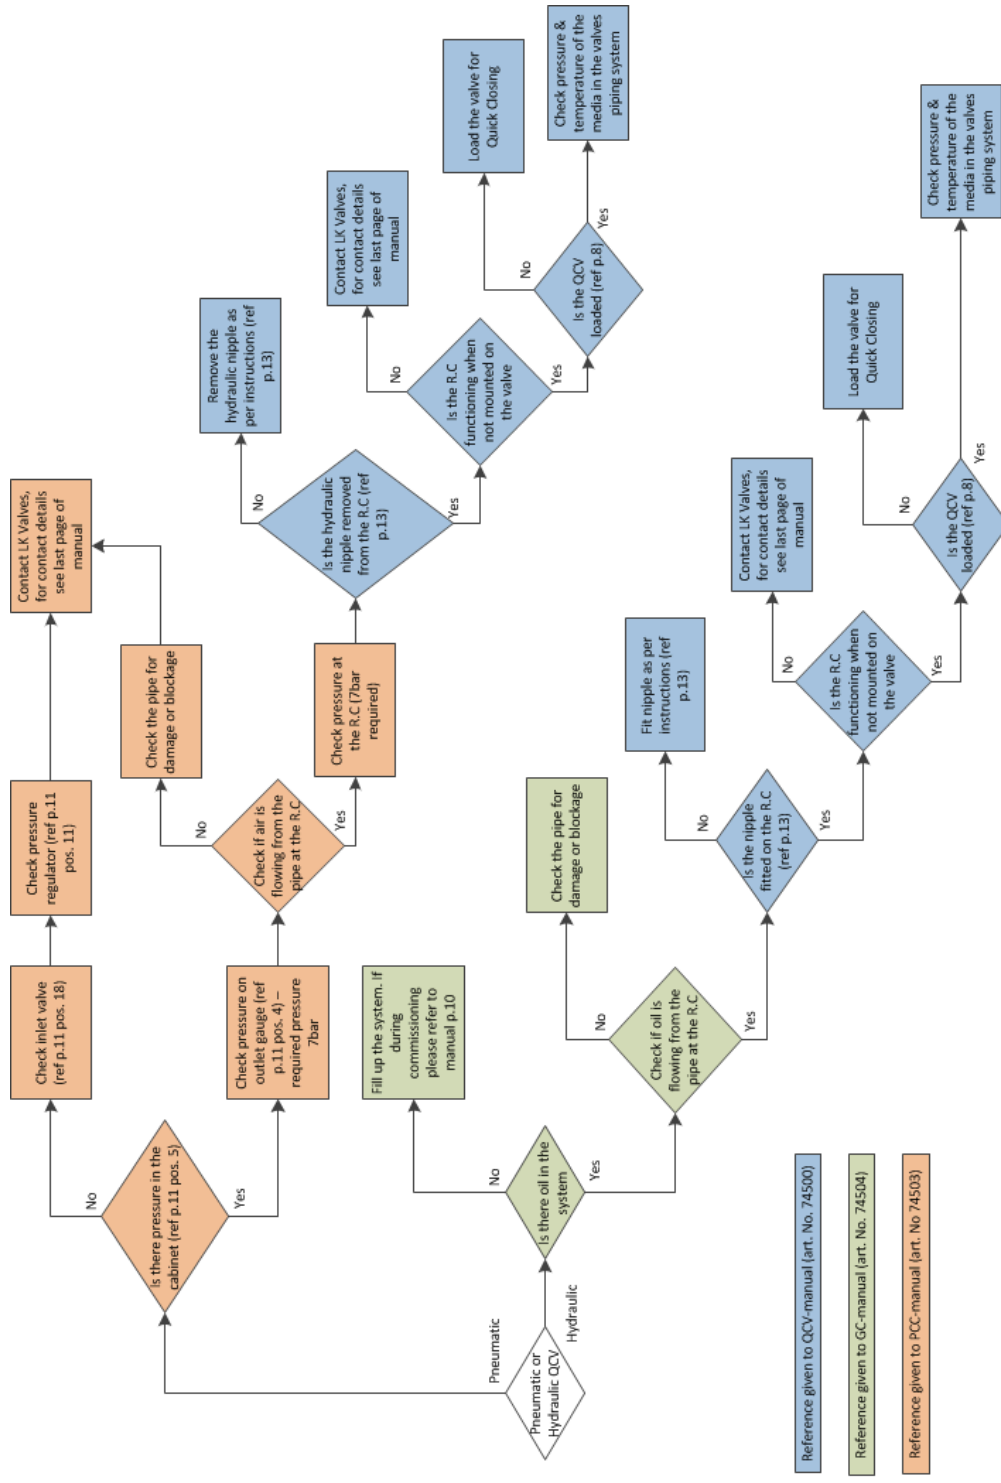 Pneumatic or
Hydraulic QCV
Pneumatic
Hydraulic
Is there pressure in the
cabinet (ref p.11 pos. 5)
No
Yes
Check inlet valve
(ref p.11 pos. 18)
Check pressure
regulator (ref p.11
pos. 11)
Contact LK Valves,
for contact details
see last page of
manual
Check pressure on
outlet gauge (ref
p.11 pos. 4) –
required pressure
7bar
Check if air is
flowing from the
pipe at the R.C
No
Yes
Check the pipe for
damage or blockage
Check pressure at
the R.C (7bar
required)
Is the hydraulic
nipple removed
from the R.C (ref
p.13)
No
Yes
Remove the
hydraulic nipple as
per instructions (ref
p.13)
Is the R.C
functioning when
not mounted on
the valve
No
Yes
Contact LK Valves,
for contact details
see last page of
manual
Is the QCV
loaded (ref p.8)
No
Yes
Load the valve for
Quick Closing
Check pressure &
temperature of the
media in the valves
piping system
Is there oil in the
system
No
Yes
Fill up the system. If
during
commissioning
please refer to
manual p.10
Check if oil is
flowing from the
pipe at the R.C
No
Yes
Check the pipe for
damage or blockage
Is the nipple
fitted on the R.C
(ref p.13)
No
Yes
Fit nipple as per
instructions (ref
p.13)
Is the R.C
functioning when
not mounted on
the valve
No
Yes
Contact LK Valves,
for contact details
see last page of
manual
Is the QCV
loaded (ref p.8)
No
Yes
Load the valve for
Quick Closing
Check pressure &
temperature of the
media in the valves
piping system
Reference given to QCV-manual (art. No. 74500)
Reference given to GC-manual (art. No. 74504)
Reference given to PCC-manual (art. No 74503)